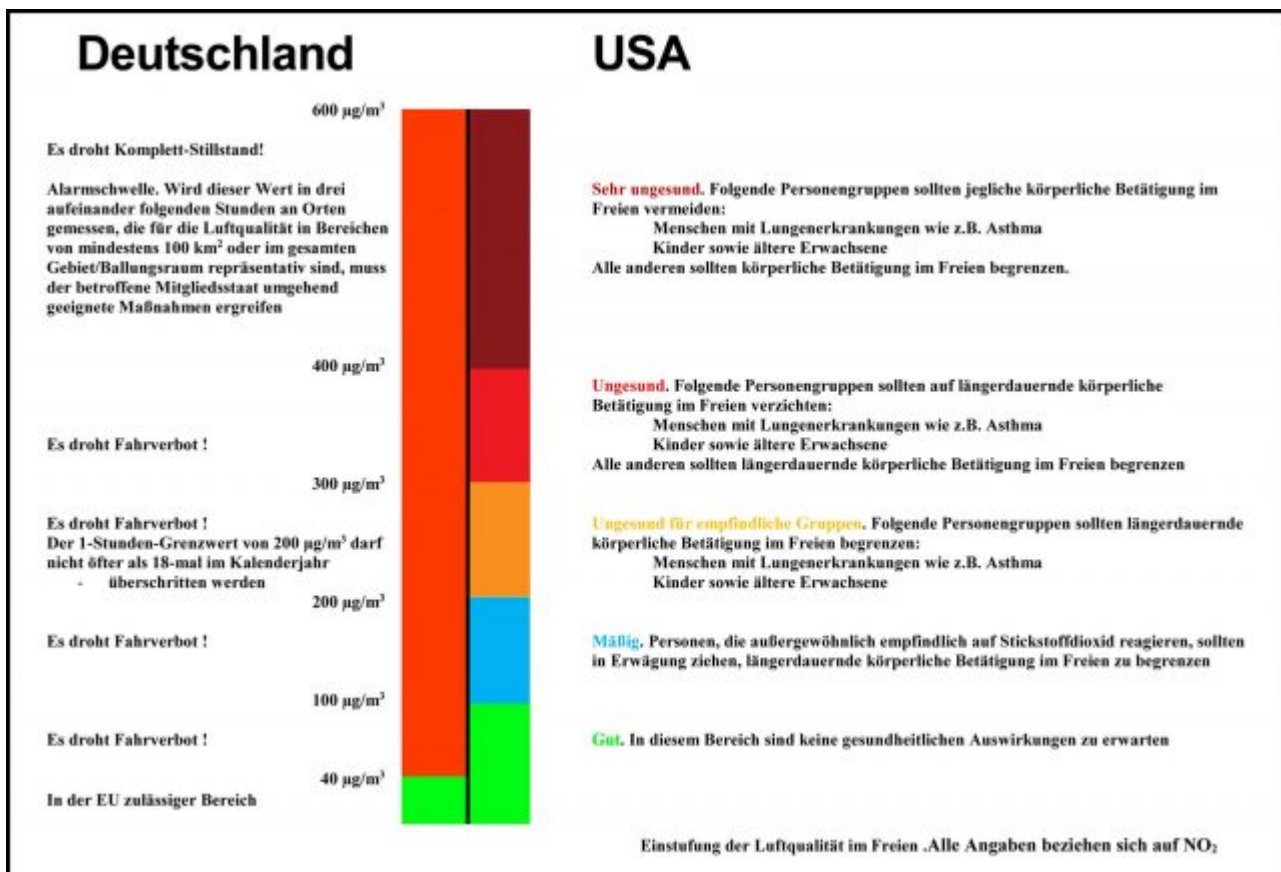 Deutschland
USA
600 µg/m³
Es droht Komplett-Stillstand!
Alarmschwelle. Wird dieser Wert in drei
aufeinander folgenden Stunden an Orten
gemessen, die für die Luftqualität in Bereichen
von mindestens 100 km² oder im gesamten
Gebiet/Ballungsraum repräsentativ sind, muss
der betroffene Mitgliedsstaat umgehend
geeignete Maßnahmen ergreifen
400 µg/m³
Es droht Fahrverbot !
300 µg/m³
Es droht Fahrverbot !
Der 1-Stunden-Grenzwert von 200 µg/m³ darf
nicht öfter als 18-mal im Kalenderjahr
- überschritten werden
200 µg/m³
Es droht Fahrverbot !
100 µg/m³
Es droht Fahrverbot !
40 µg/m³
In der EU zulässiger Bereich
Sehr ungesund. Folgende Personengruppen sollten jegliche körperliche Betätigung im
Freien vermeiden:
Menschen mit Lungenerkrankungen wie z.B. Asthma
Kinder sowie ältere Erwachsene
Alle anderen sollten körperliche Betätigung im Freien begrenzen.
Ungesund. Folgende Personengruppen sollten auf längerdauernde körperliche
Betätigung im Freien verzichten:
Menschen mit Lungenerkrankungen wie z.B. Asthma
Kinder sowie ältere Erwachsene
Alle anderen sollten längerdauernde körperliche Betätigung im Freien begrenzen
Ungesund für empfindliche Gruppen. Folgende Personengruppen sollten längerdauernde
körperliche Betätigung im Freien begrenzen:
Menschen mit Lungenerkrankungen wie z.B. Asthma
Kinder sowie ältere Erwachsene
Mäßig. Personen, die außergewöhnlich empfindlich auf Stickstoffdioxid reagieren, sollten
in Erwägung ziehen, längerdauernde körperliche Betätigung im Freien zu begrenzen
Gut. In diesem Bereich sind keine gesundheitlichen Auswirkungen zu erwarten
Einstufung der Luftqualität im Freien .Alle Angaben beziehen sich auf NO₂